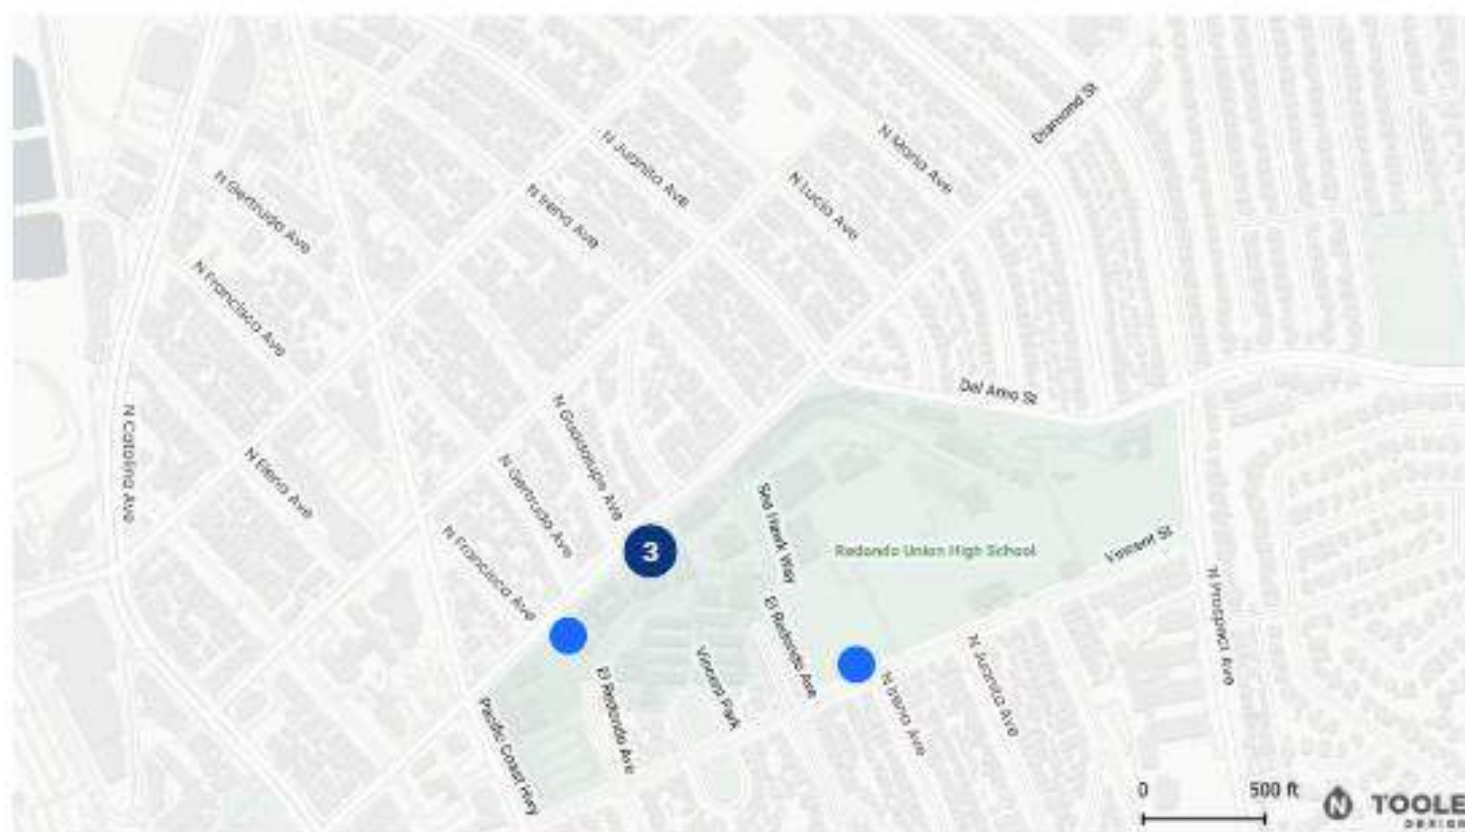 Diamond St
N Juanita Ave
N Maria Ave
N Gertruda Ave
N Irena Ave
N Lucia Ave
N Francisca Ave
Del Amo St
N Catalina Ave
N Elena Ave
N Guadalupe Ave
N Gertruda Ave
N Francisca Ave
3
Sea Hawk Way
Redondo Union High School
Vincent St
El Redondo Ave
N Prospect Ave
El Redondo Ave
Vincent Park
N Irena Ave
N Juanita Ave
Pacific Coast Hwy
0 500 ft
N TOOLE
DESIGN